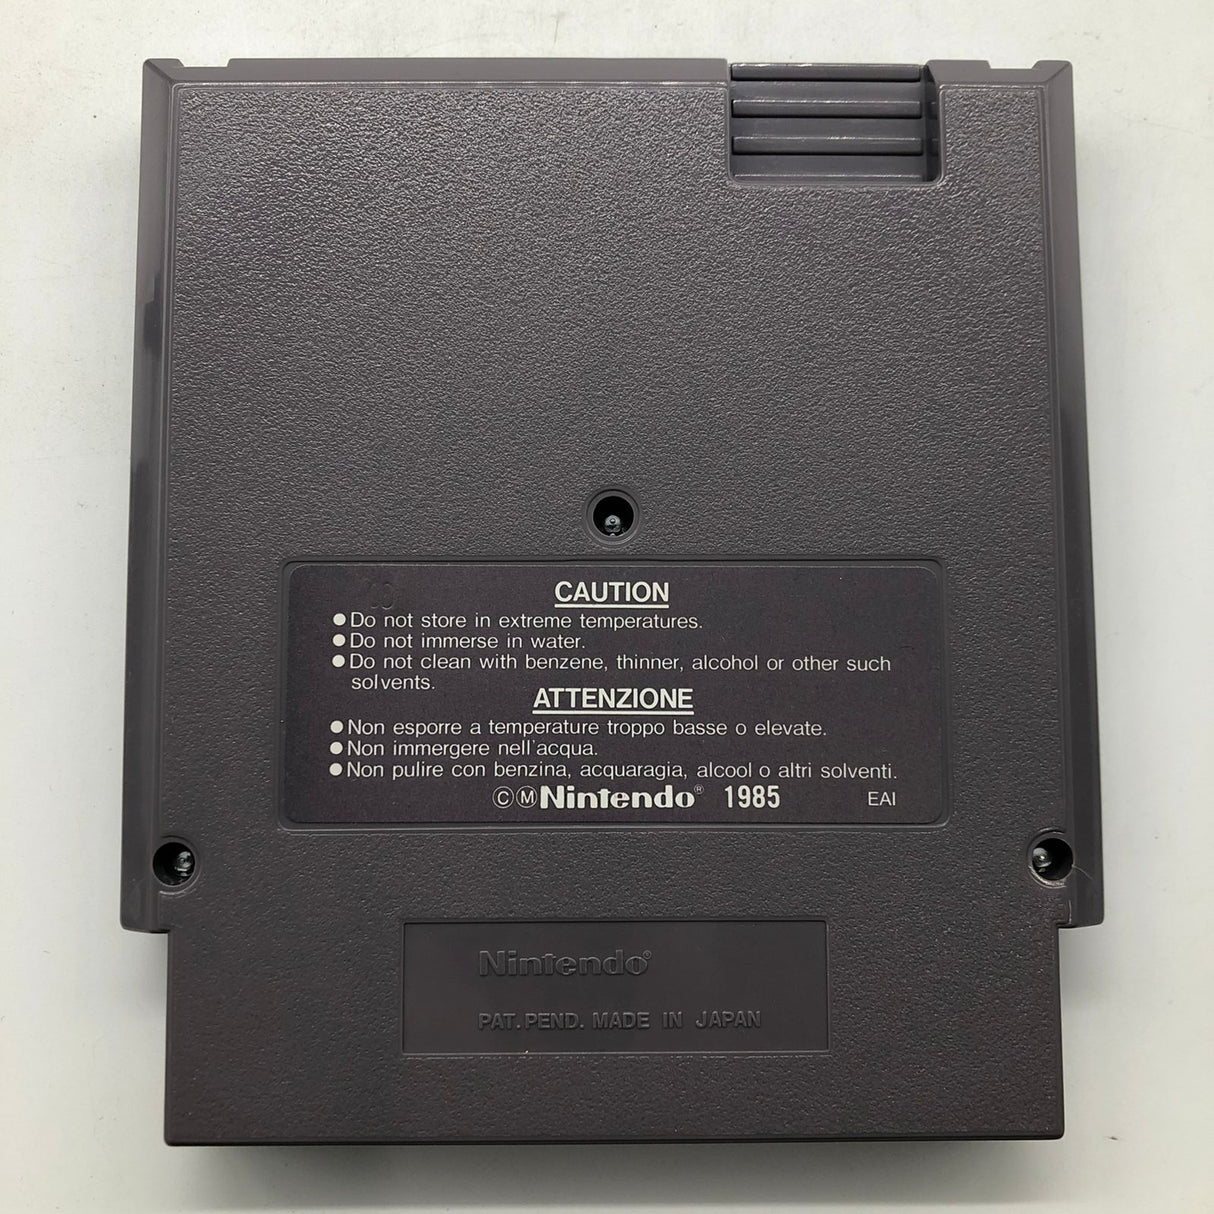 CAUTION
●Do not store in extreme temperatures.
●Do not immerse in water.
●Do not clean with benzene, thinner, alcohol or other such
solvents.
ATTENZIONE
●Non esporre a temperature troppo basse o elevate.
●Non immergere nell'acqua.
●Non pulire con benzina, acquaragia, alcool o altri solventi.
ⒸⓂNintendo® 1985 EAI
Nintendo®
PAT. PEND. MADE IN JAPAN